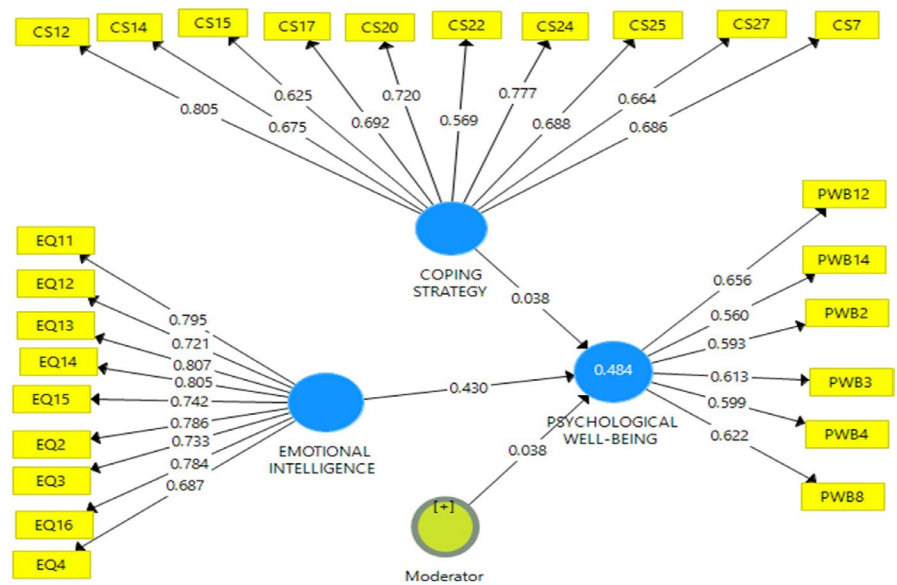 CS12 CS14 CS15 CS17 CS20 CS22 CS24 CS25 CS27 CS7
0.805 0.675 0.625 0.692 0.720 0.569 0.777 0.688 0.664 0.686
COPING
STRATEGY
0.038
EQ11
EQ12
EQ13
EQ14
EQ15
EQ2
EQ3
EQ16
EQ4
0.795
0.721
0.807
0.805
0.742
0.786
0.733
0.784
0.687
EMOTIONAL
INTELLIGENCE
0.430
0.484
PSYCHOLOGICAL
WELL-BEING
0.038
[+]
Moderator
0.656
0.560
0.593
0.613
0.599
0.622
PWB12
PWB14
PWB2
PWB3
PWB4
PWB8